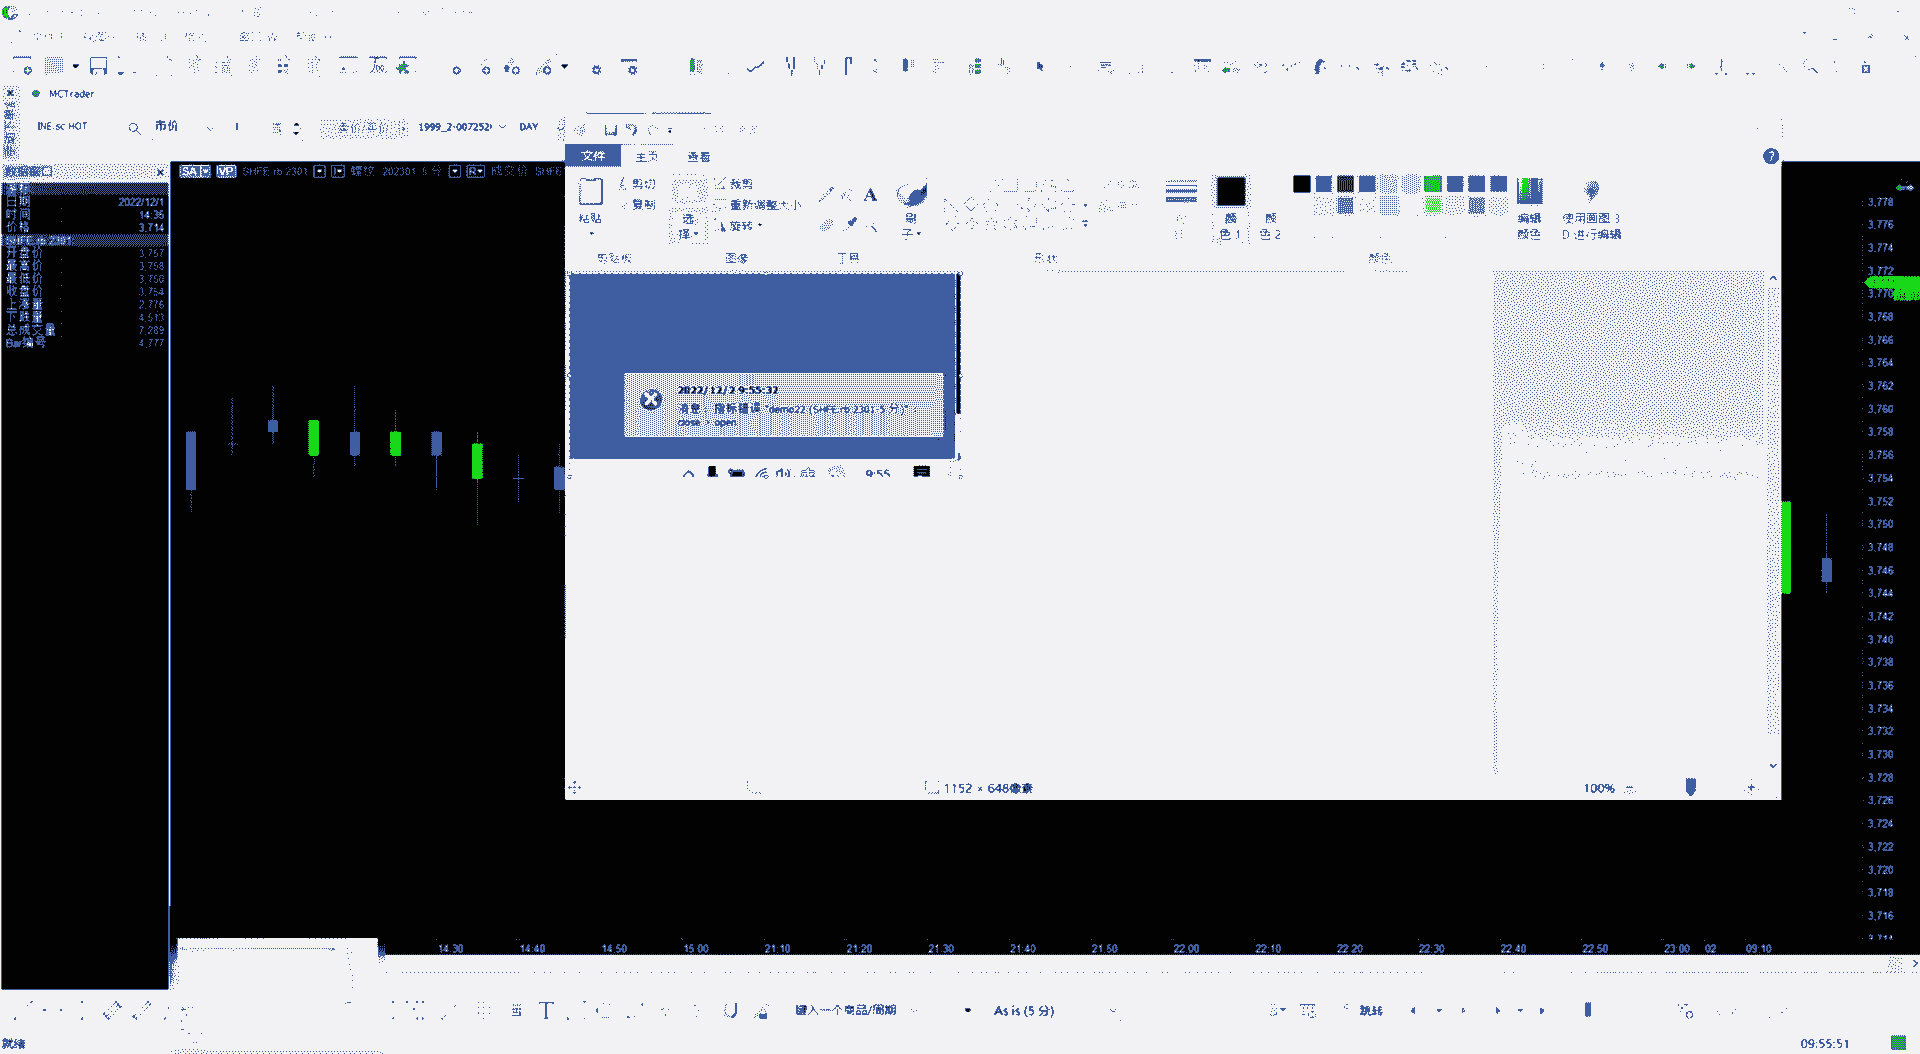 MCTrader
INE.sc HOT
市价
1
1999_2-007252(
DAY
SA
VP
SHFE rb 2301
螺纹 202301 5 分
R
成交价 SHFE
日期 2022/12/1
时间 14:35
价格 3,714
SHFE rb 2301
开盘价 3,757
最高价 3,758
最低价 3,750
收盘价 3,754
上涨量 2,776
下跌量 4,513
总成交量 7,289
Bar编号 4,777
文件
主页
查看
粘贴
剪切
复制
选
择
裁剪
重新调整大小
旋转
A
刷
子
颜
色 1
颜
色 2
编辑
颜色
使用画图 3
D 进行编辑
剪贴板
图像
工具
形状
颜色
2022/12/2 9:55:32
指标错误 "demo22 (SHFE rb 2301-5 分)"
close > open
9:55
1152 × 648像素
100%
3,778
3,776
3,774
3,772
3,770
3,768
3,766
3,764
3,762
3,760
3,758
3,756
3,754
3,752
3,750
3,748
3,746
3,744
3,742
3,740
3,738
3,736
3,734
3,732
3,730
3,728
3,726
3,724
3,722
3,720
3,718
3,716
14:30 14:40 14:50 15:00 21:10 21:20 21:30 21:40 21:50 22:00 22:10 22:20 22:30 22:40 22:50 23:00 02 09:10
键入一个商品/周期
As is (5 分)
跳转
就绪
09:55:51